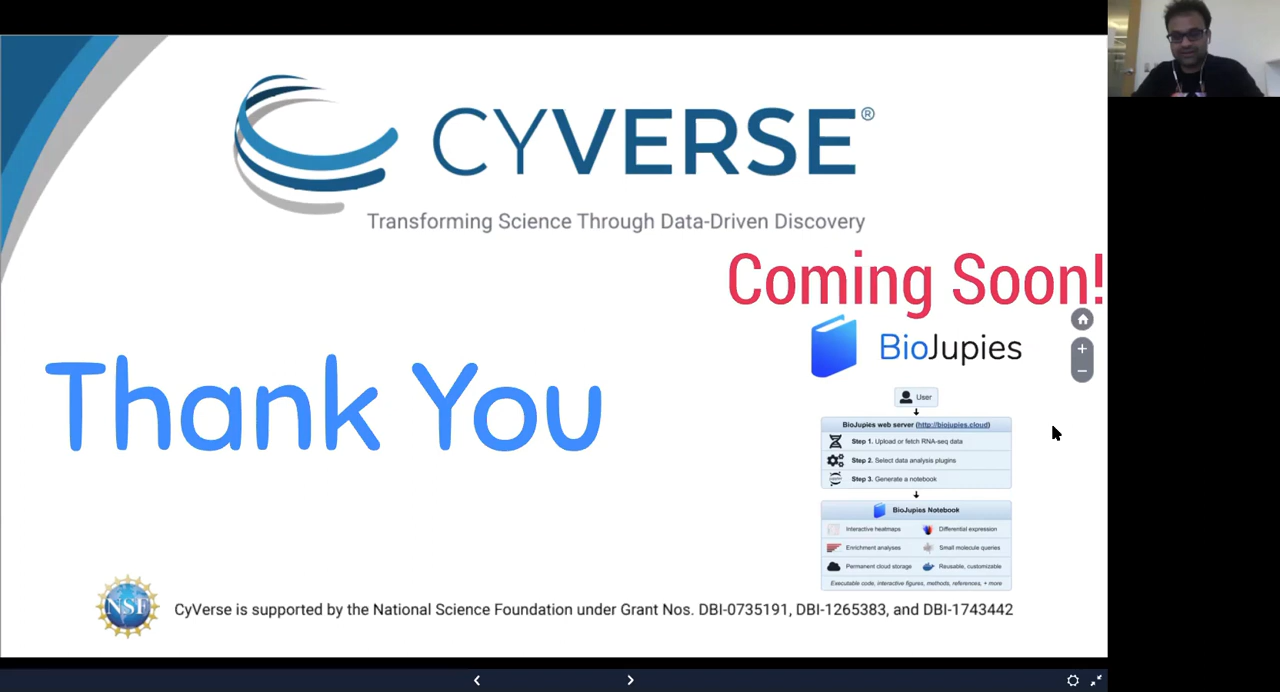 CYVERSE®
Transforming Science Through Data-Driven Discovery
Coming Soon!
BioJupies
Thank You
User
BioJupies web server (http://biojupies.cloud)
Step 1. Upload or fetch RNA-seq data
Step 2. Select data analysis plugins
Step 3. Generate a notebook
BioJupies Notebook
Interactive heatmaps Differential expression
Enrichment analyses Small molecule queries
Permanent cloud storage Reusable, customizable
Executable code, interactive figures, methods, references, + more
NSF
CyVerse is supported by the National Science Foundation under Grant Nos. DBI-0735191, DBI-1265383, and DBI-1743442